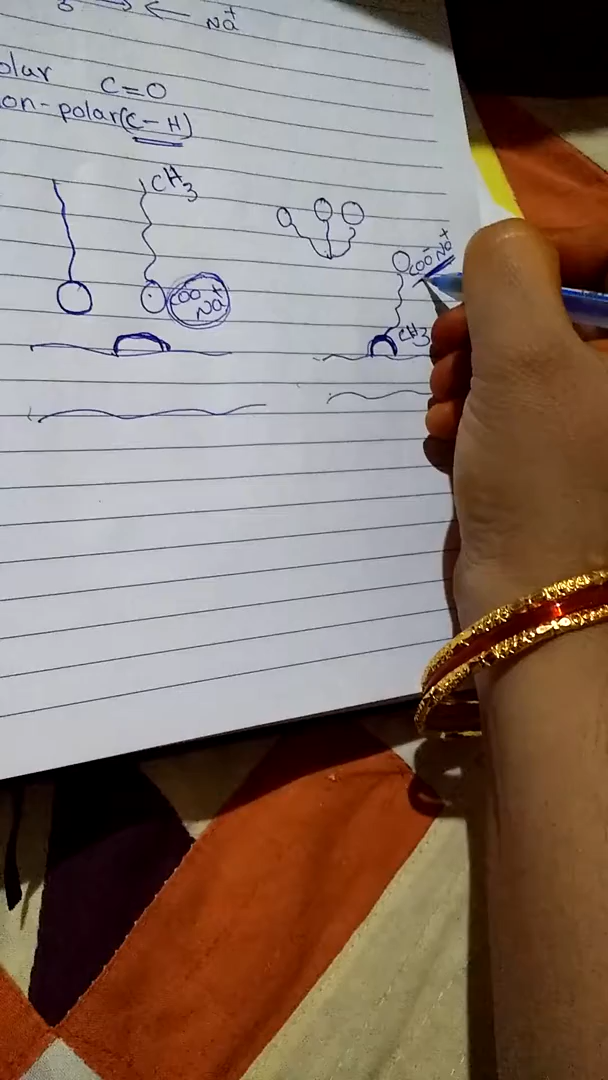 Na⁺
olar C=O
on-polar(C-H)
CH₃
COO⁻Na⁺
COO⁻
Na⁺
CH₃